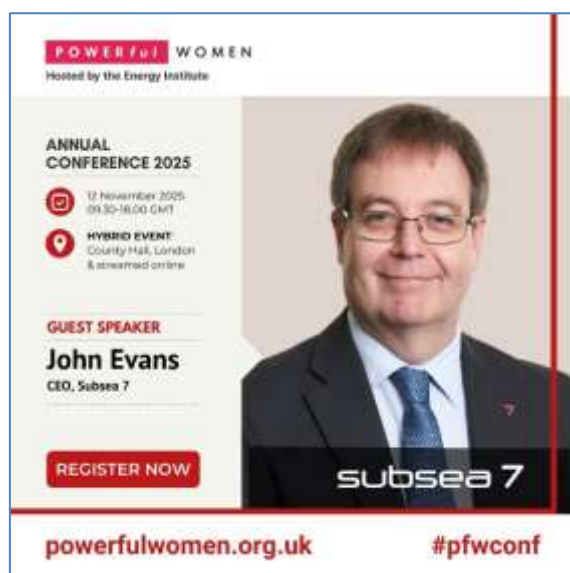 POWERful WOMEN
Hosted by the Energy Institute
ANNUAL
CONFERENCE 2025
12 November 2025
09.30-18.00 GMT
HYBRID EVENT
County Hall, London
& streamed online
GUEST SPEAKER
John Evans
CEO, Subsea 7
REGISTER NOW
subsea 7
powerfulwomen.org.uk
#pfwconf